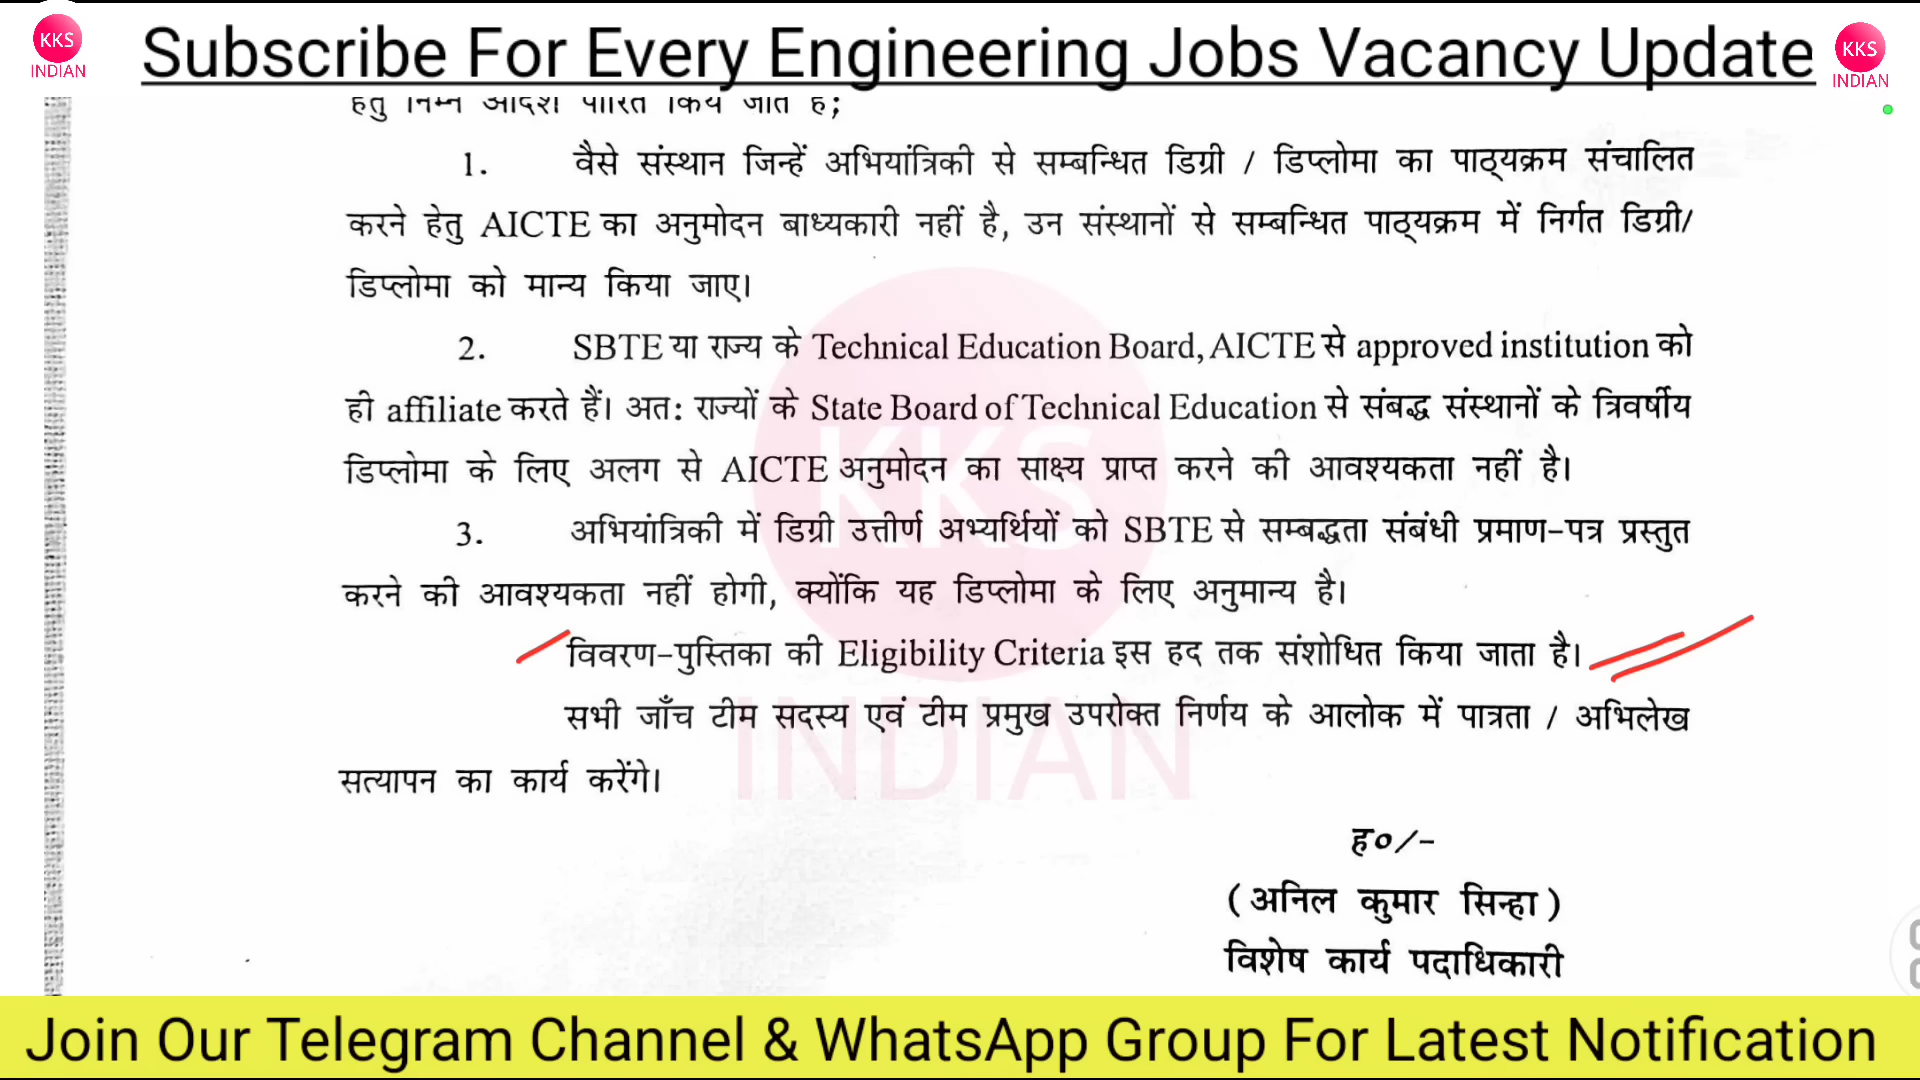 KKS
INDIAN
Subscribe For Every Engineering Jobs Vacancy Update
KKS
INDIAN
हेतु निम्न आदेश पारित किये जाते हैं;
1. वैसे संस्थान जिन्हें अभियांत्रिकी से सम्बन्धित डिग्री / डिप्लोमा का पाठ्यक्रम संचालित
करने हेतु AICTE का अनुमोदन बाध्यकारी नहीं है, उन संस्थानों से सम्बन्धित पाठ्यक्रम में निर्गत डिग्री/
डिप्लोमा को मान्य किया जाए।
2. SBTE या राज्य के Technical Education Board, AICTE से approved institution को
ही affiliate करते हैं। अत: राज्यों के State Board of Technical Education से संबद्ध संस्थानों के त्रिवर्षीय
डिप्लोमा के लिए अलग से AICTE अनुमोदन का साक्ष्य प्राप्त करने की आवश्यकता नहीं है।
3. अभियांत्रिकी में डिग्री उत्तीर्ण अभ्यर्थियों को SBTE से सम्बद्धता संबंधी प्रमाण-पत्र प्रस्तुत
करने की आवश्यकता नहीं होगी, क्योंकि यह डिप्लोमा के लिए अनुमान्य है।
विवरण-पुस्तिका की Eligibility Criteria इस हद तक संशोधित किया जाता है।
सभी जाँच टीम सदस्य एवं टीम प्रमुख उपरोक्त निर्णय के आलोक में पात्रता / अभिलेख
सत्यापन का कार्य करेंगे।
KKS
INDIAN
ह०/-
(अनिल कुमार सिन्हा)
विशेष कार्य पदाधिकारी
Join Our Telegram Channel & WhatsApp Group For Latest Notification